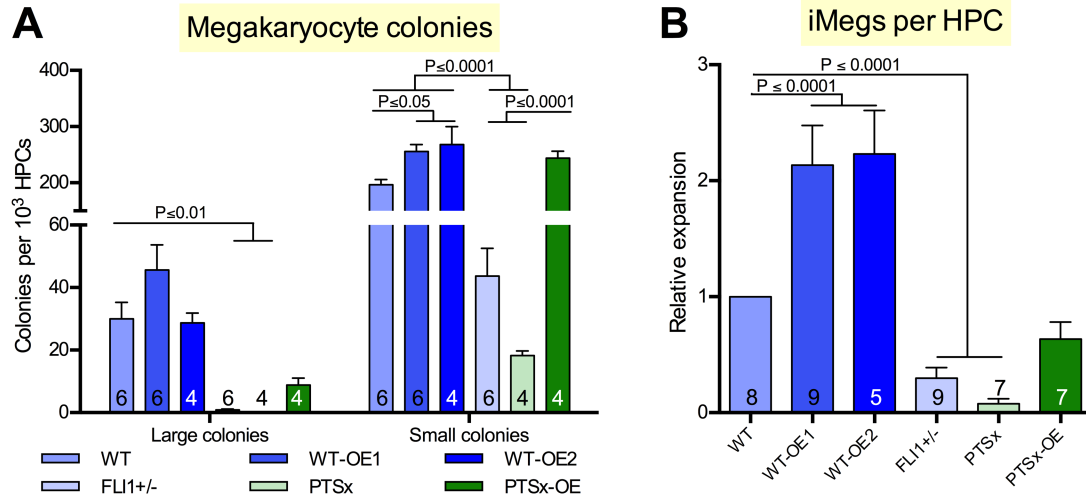 A
Megakaryocyte colonies
Colonies per 10³ HPCs
400
300
200
60
40
20
0
P≤0.01
P≤0.0001
P≤0.05
P≤0.0001
6
6
4
6
4
4
6
6
4
6
4
4
Large colonies
Small colonies
WT
WT-OE1
WT-OE2
FLI1+/-
PTSx
PTSx-OE
B
iMegs per HPC
Relative expansion
3
2
1
0
P ≤ 0.0001
P ≤ 0.0001
8
9
5
9
7
7
WT
WT-OE1
WT-OE2
FLI1+/-
PTSx
PTSx-OE